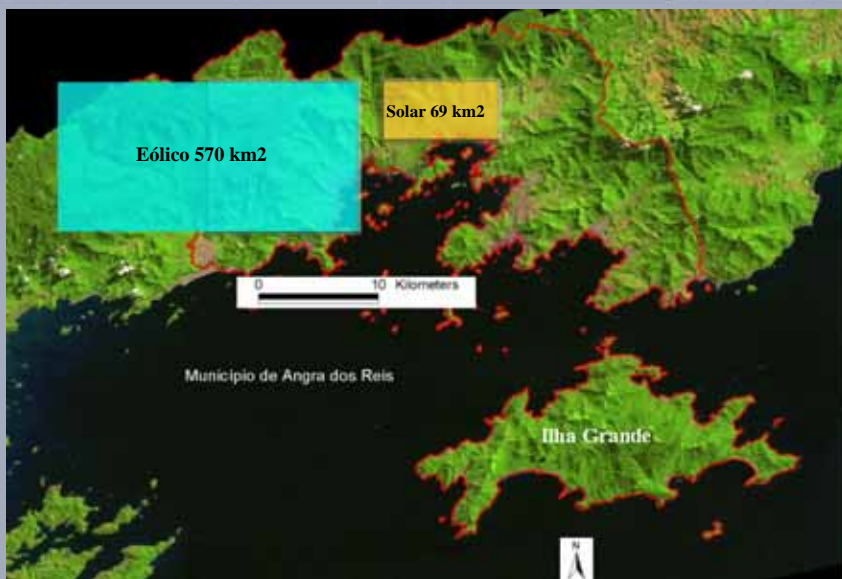 Solar 69 km2
Eólico 570 km2
0 10 Kilometers
Município de Angra dos Reis
Ilha Grande
N